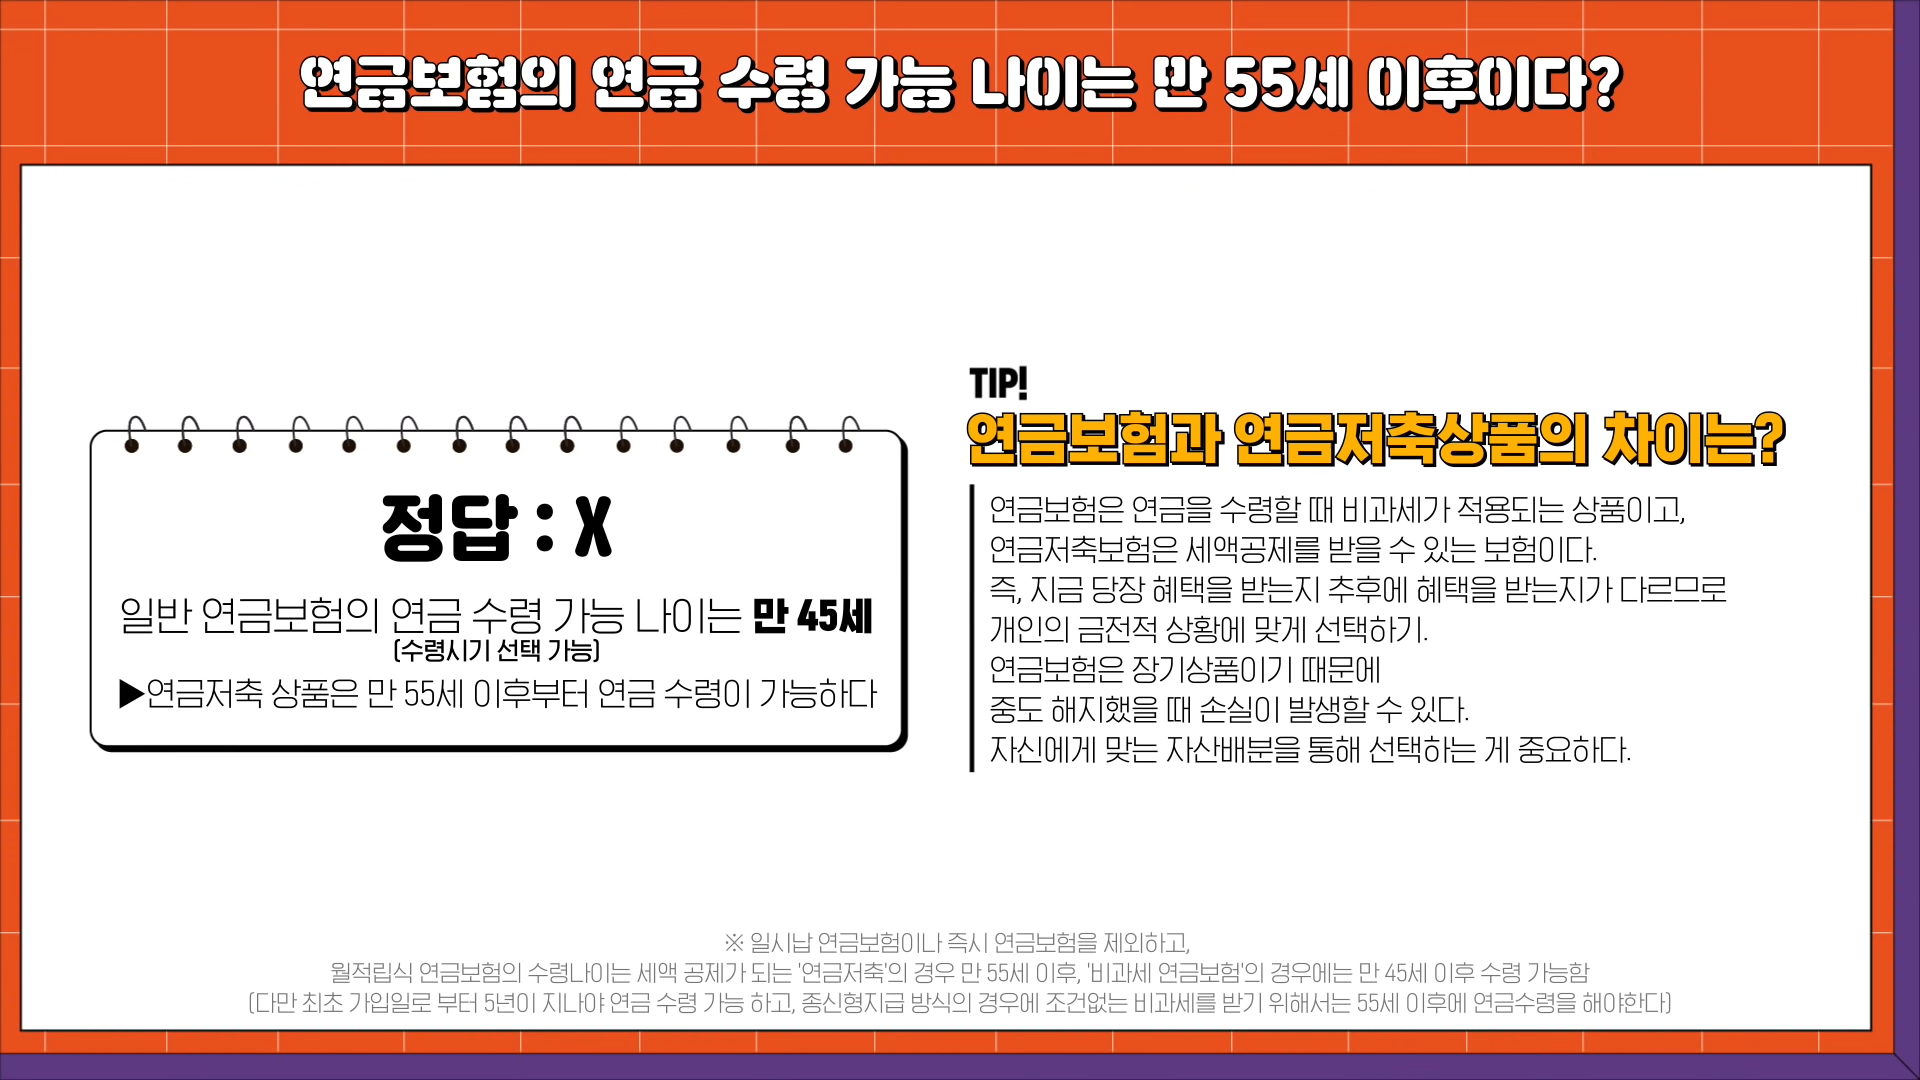 연금보험의 연금 수령 가능 나이는 만 55세 이후이다?
정답 : X
일반 연금보험의 연금 수령 가능 나이는 만 45세
(수령시기 선택 가능)
▶연금저축 상품은 만 55세 이후부터 연금 수령이 가능하다
TIP!
연금보험과 연금저축상품의 차이는?
연금보험은 연금을 수령할 때 비과세가 적용되는 상품이고,
연금저축보험은 세액공제를 받을 수 있는 보험이다.
즉, 지금 당장 혜택을 받는지 추후에 혜택을 받는지가 다르므로
개인의 금전적 상황에 맞게 선택하기.
연금보험은 장기상품이기 때문에
중도 해지했을 때 손실이 발생할 수 있다.
자신에게 맞는 자산배분을 통해 선택하는 게 중요하다.
※ 일시납 연금보험이나 즉시 연금보험을 제외하고,
월적립식 연금보험의 수령나이는 세액 공제가 되는 '연금저축'의 경우 만 55세 이후, '비과세 연금보험'의 경우에는 만 45세 이후 수령 가능함
(다만 최초 가입일로 부터 5년이 지나야 연금 수령 가능 하고, 종신형지급 방식의 경우에 조건없는 비과세를 받기 위해서는 55세 이후에 연금수령을 해야한다)